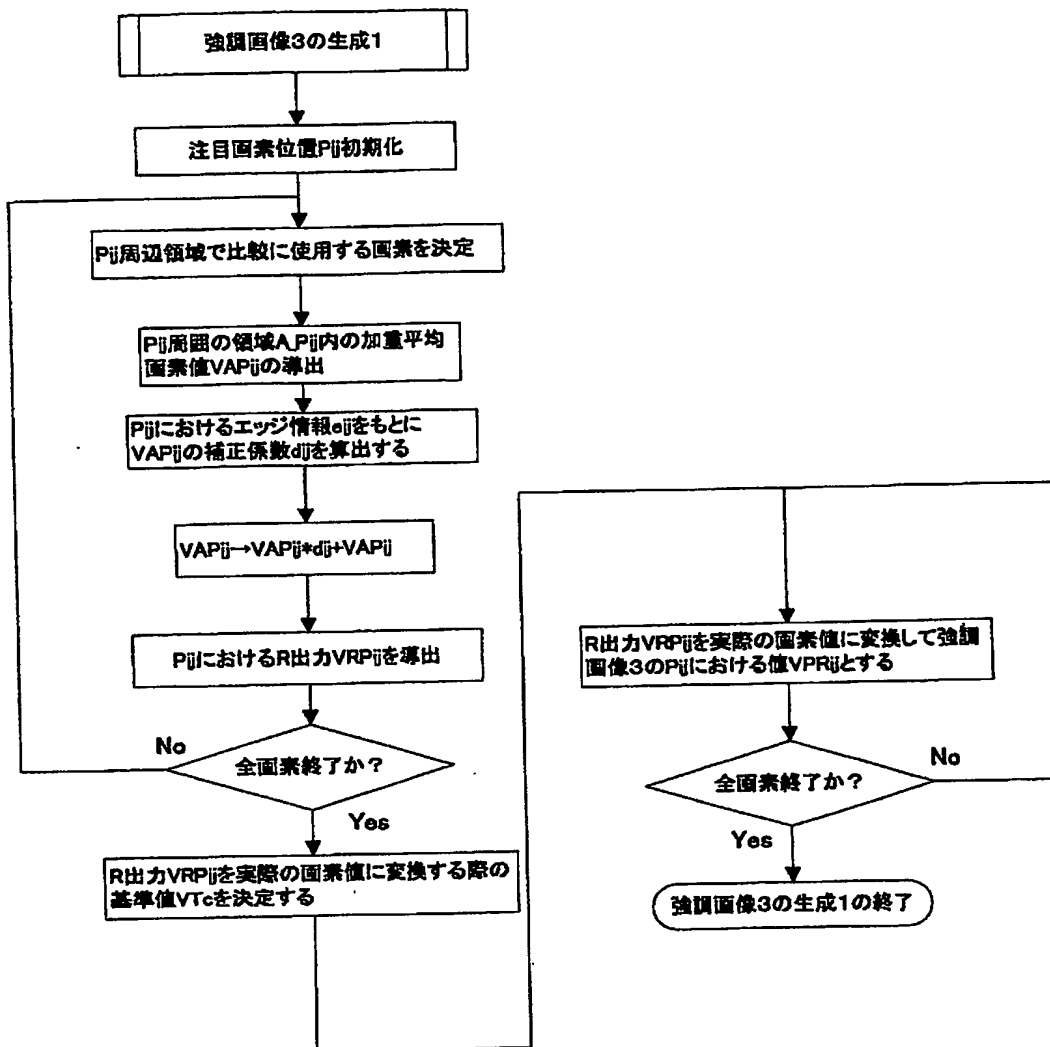 強調画像3の生成1
注目画素位置Pij初期化
Pij周辺領域で比較に使用する画素を決定
Pij周囲の領域A_Pij内の加重平均
画素値VAPijの導出
Pijにおけるエッジ情報eijをもとに
VAPijの補正係数dijを算出する
VAPij→VAPij*dij+VAPij
PijにおけるR出力VRPijを導出
No
全画素終了か?
Yes
R出力VRPijを実際の画素値に変換する際の
基準値VTcを決定する
R出力VRPijを実際の画素値に変換して強調
画像3のPijにおける値VPRijとする
全画素終了か?
No
Yes
強調画像3の生成1の終了